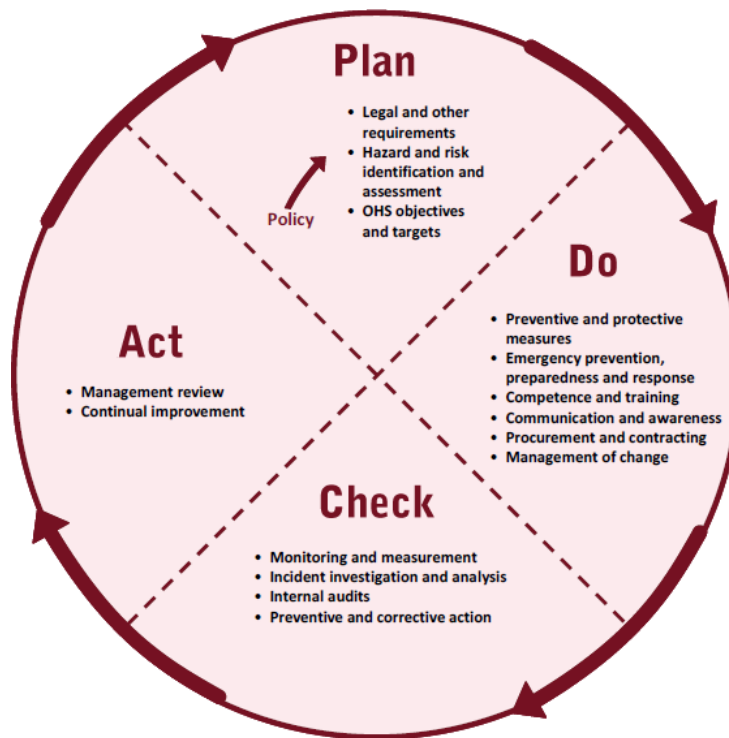 Plan
• Legal and other
requirements
• Hazard and risk
identification and
assessment
• OHS objectives
and targets
Policy
Do
• Preventive and protective
measures
• Emergency prevention,
preparedness and response
• Competence and training
• Communication and awareness
• Procurement and contracting
• Management of change
Check
• Monitoring and measurement
• Incident investigation and analysis
• Internal audits
• Preventive and corrective action
Act
• Management review
• Continual improvement